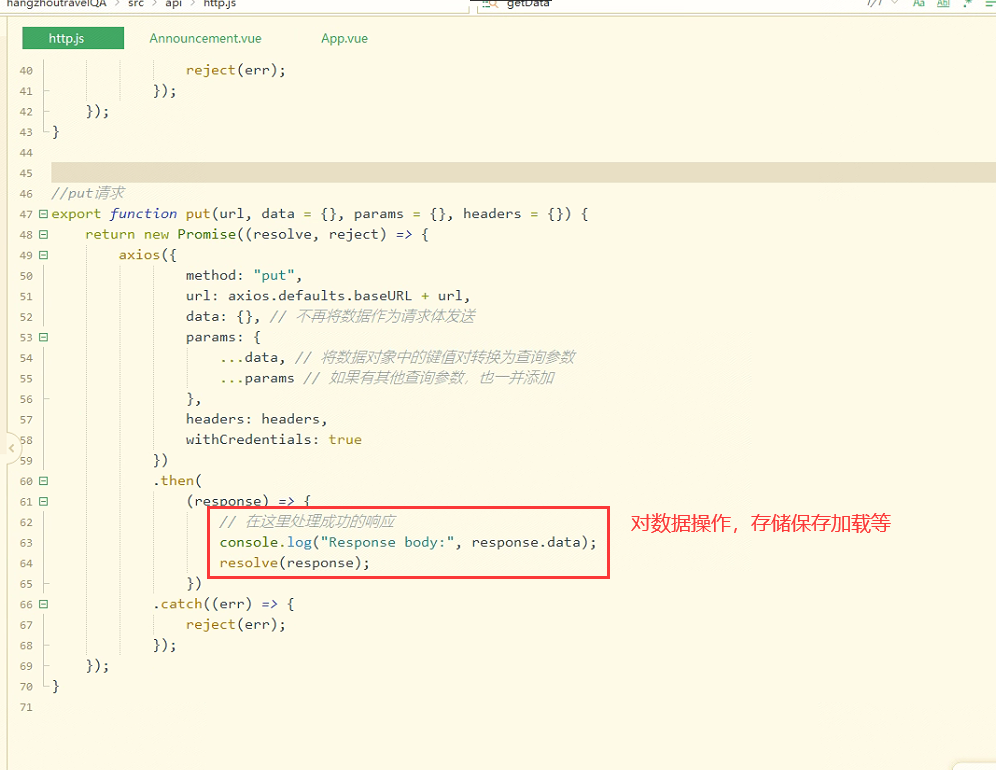 hangzhoutravelQA > src > api > http.js
getData
http.js Announcement.vue App.vue
40 reject(err);
41 });
42 });
43 }
44
45
46 //put请求
47 export function put(url, data = {}, params = {}, headers = {}) {
48 return new Promise((resolve, reject) => {
49 axios({
50 method: "put",
51 url: axios.defaults.baseURL + url,
52 data: {}, // 不再将数据作为请求体发送
53 params: {
54 ...data, // 将数据对象中的键值对转换为查询参数
55 ...params // 如果有其他查询参数，也一并添加
56 },
57 headers: headers,
58 withCredentials: true
59 })
60 .then(
61 (response) => {
62 // 在这里处理成功的响应
63 console.log("Response body:", response.data);
对数据操作，存储保存加载等
64 resolve(response);
65 })
66 .catch((err) => {
67 reject(err);
68 });
69 });
70 }
71